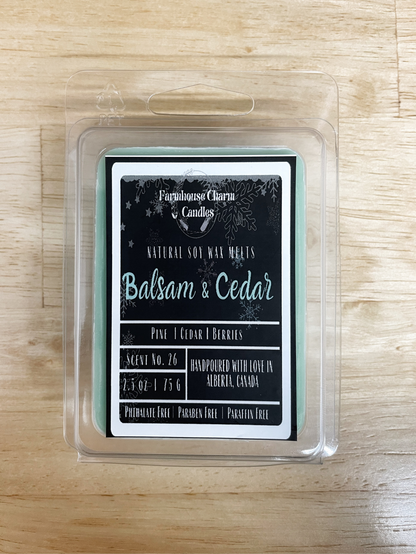 Farmhouse Charm
Candles
NATURAL SOY WAX MELTS
Balsam & Cedar
PINE | CEDAR | BERRIES
SCENT NO. 26
2.5 OZ | 75 G
HANDPOURED WITH LOVE IN
ALBERTA, CANADA
PHTHALATE FREE | PARABEN FREE | PARAFFIN FREE